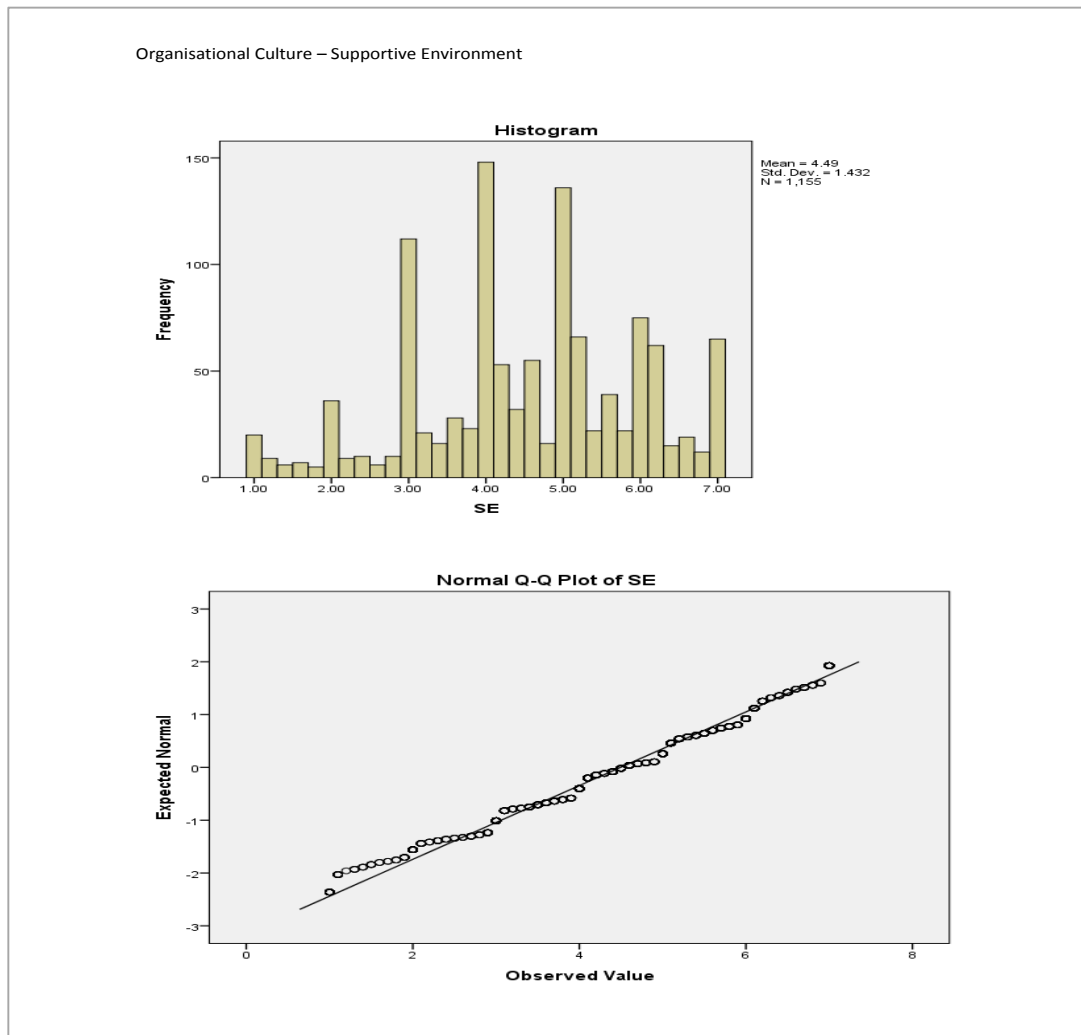 Organisational Culture – Supportive Environment
Histogram
Mean = 4.49
Std. Dev. = 1.432
N = 1,155
150
100
50
0
Frequency
1.00 2.00 3.00 4.00 5.00 6.00 7.00
SE
Normal Q-Q Plot of SE
3
2
1
0
-1
-2
-3
Expected Normal
0 2 4 6 8
Observed Value